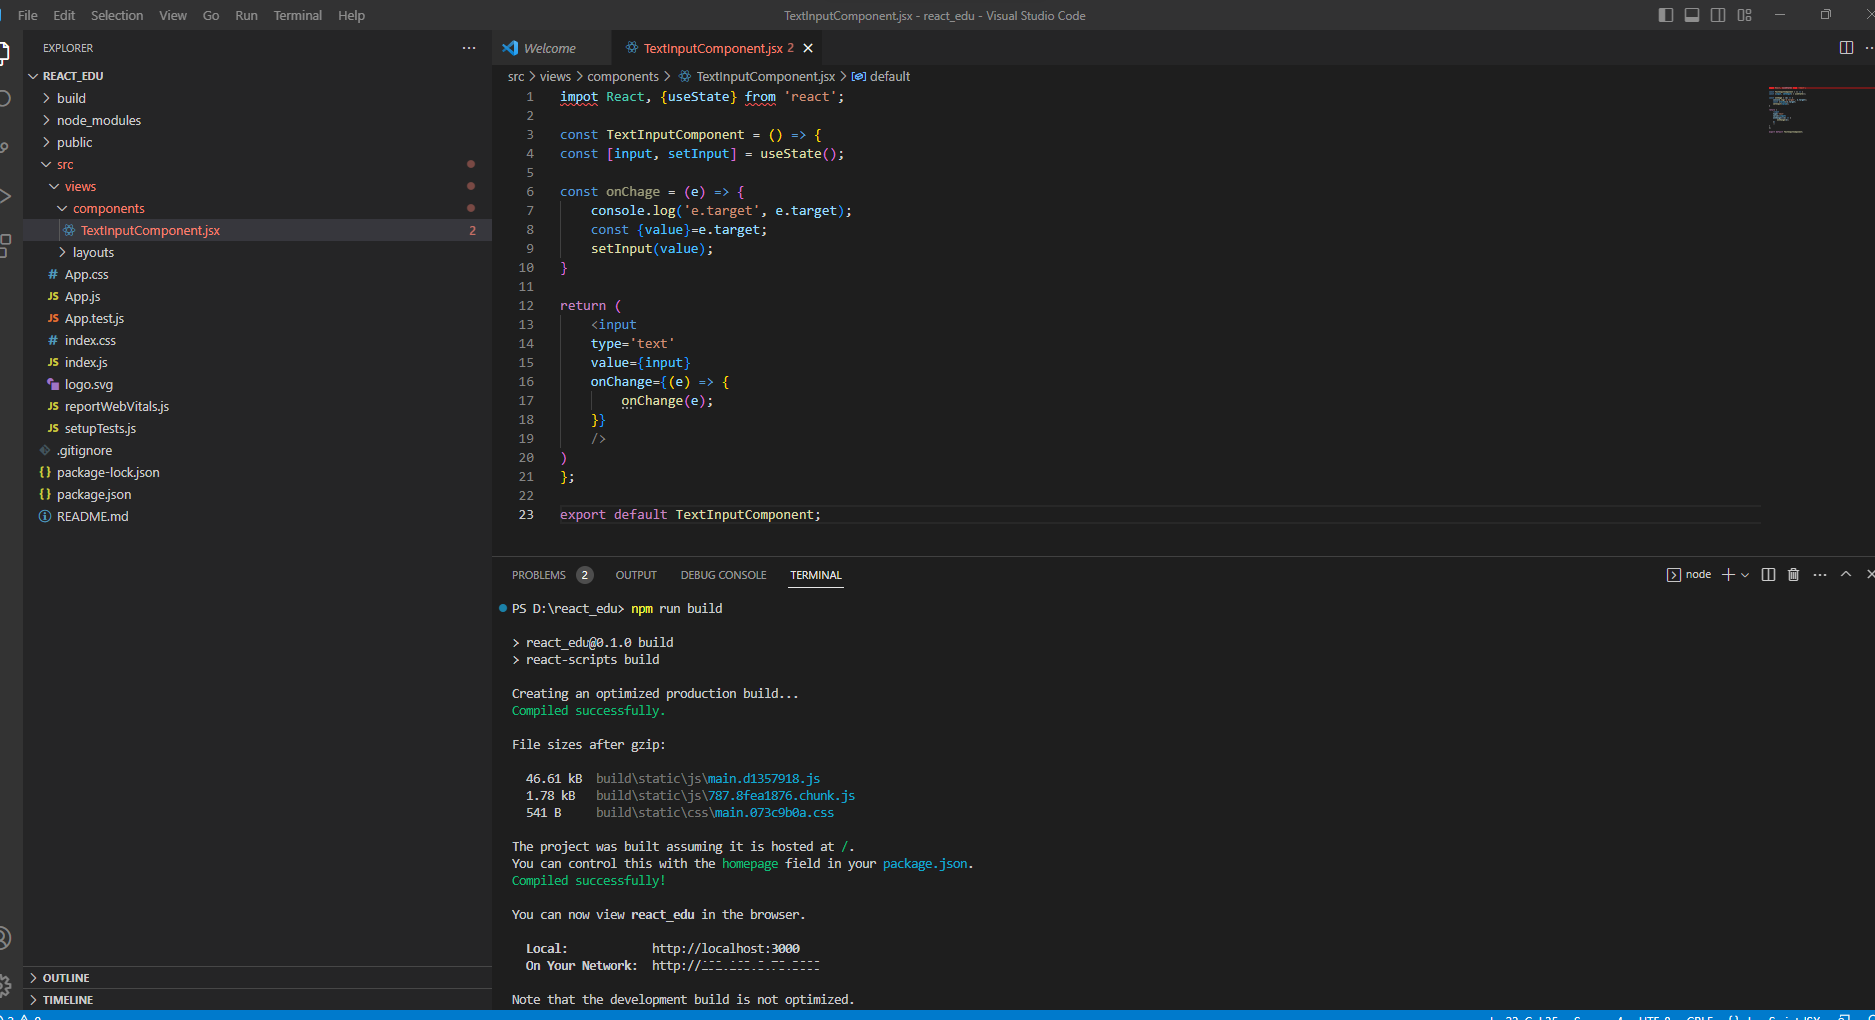 File Edit Selection View Go Run Terminal Help
TextInputComponent.jsx - react_edu - Visual Studio Code
EXPLORER
REACT_EDU
build
node_modules
public
src
views
components
TextInputComponent.jsx 2
layouts
# App.css
JS App.js
JS App.test.js
# index.css
JS index.js
logo.svg
JS reportWebVitals.js
JS setupTests.js
.gitignore
{} package-lock.json
{} package.json
README.md
OUTLINE
TIMELINE
Welcome TextInputComponent.jsx 2
src > views > components > TextInputComponent.jsx > default
1 impot React, {useState} from 'react';
2
3 const TextInputComponent = () => {
4 const [input, setInput] = useState();
5
6 const onChage = (e) => {
7 console.log('e.target', e.target);
8 const {value}=e.target;
9 setInput(value);
10 }
11
12 return (
13 <input
14 type='text'
15 value={input}
16 onChange={(e) => {
17 onChange(e);
18 }}
19 />
20 )
21 };
22
23 export default TextInputComponent;
PROBLEMS 2 OUTPUT DEBUG CONSOLE TERMINAL
node
PS D:\react_edu> npm run build
> react_edu@0.1.0 build
> react-scripts build
Creating an optimized production build...
Compiled successfully.
File sizes after gzip:
46.61 kB build\static\js\main.d1357918.js
1.78 kB build\static\js\787.8fea1876.chunk.js
541 B build\static\css\main.073c9b0a.css
The project was built assuming it is hosted at /.
You can control this with the homepage field in your package.json.
Compiled successfully!
You can now view react_edu in the browser.
Local: http://localhost:3000
On Your Network: http://
Note that the development build is not optimized.